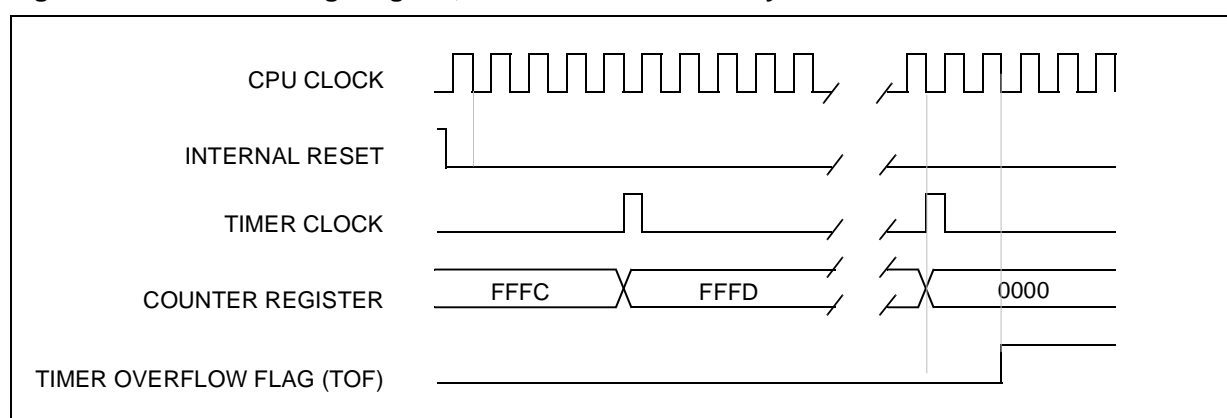 CPU CLOCK
INTERNAL RESET
TIMER CLOCK
COUNTER REGISTER FFFC FFFD 0000
TIMER OVERFLOW FLAG (TOF)